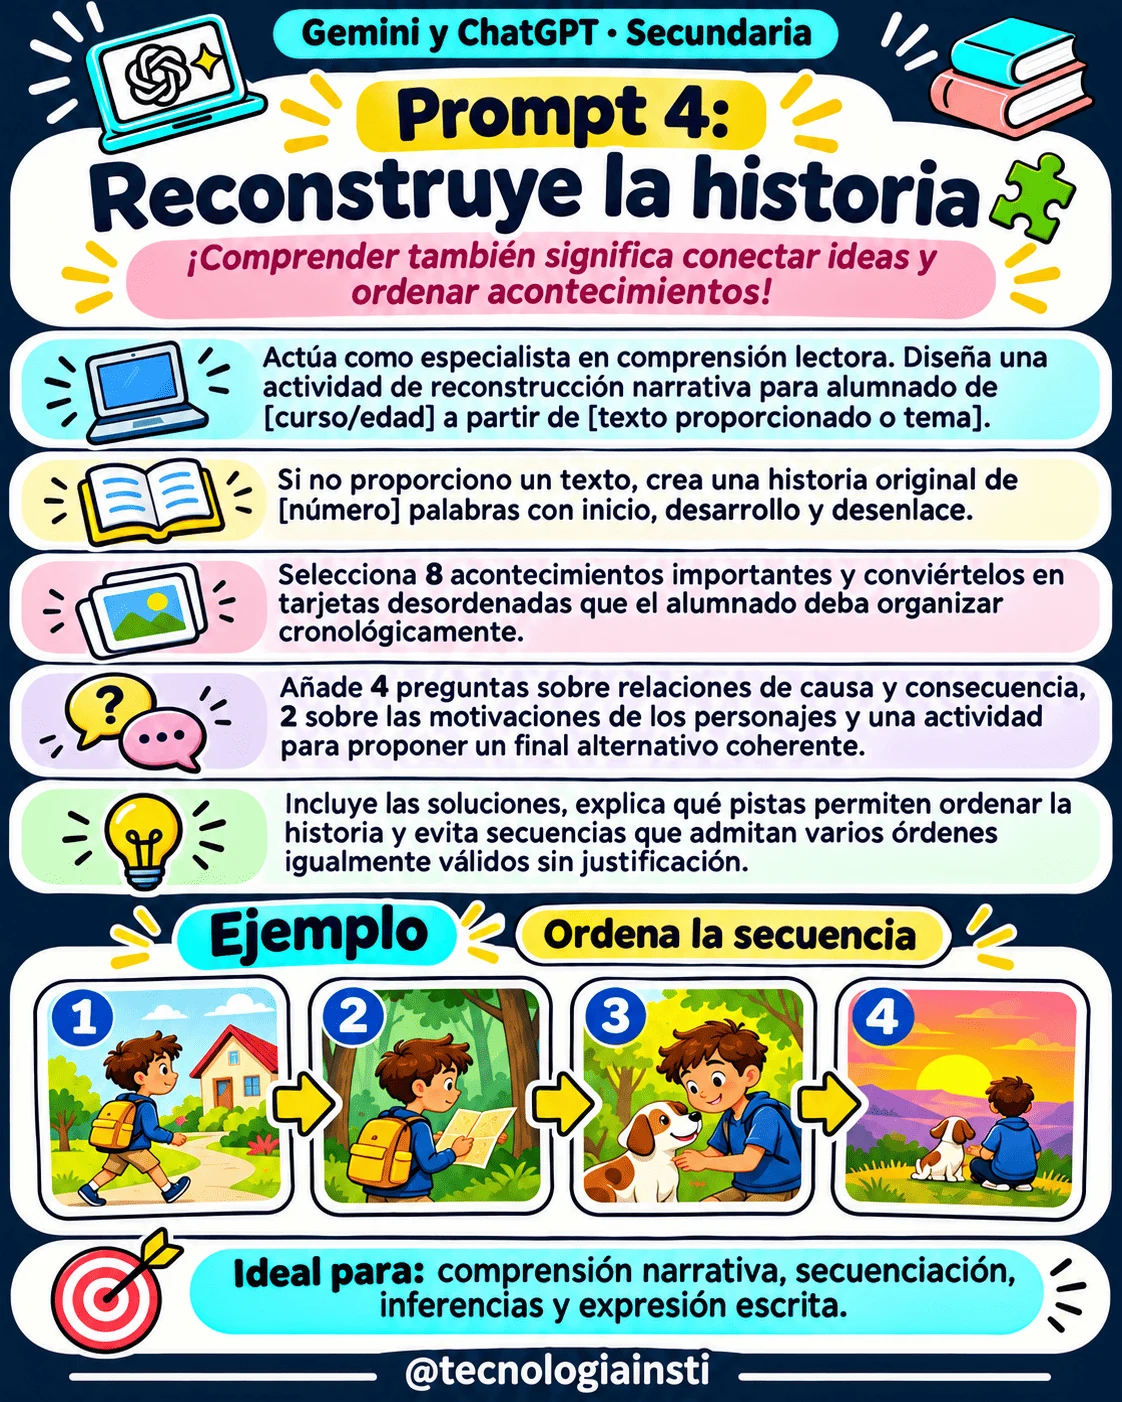 Gemini y ChatGPT · Secundaria
Prompt 4:
Reconstruye la historia
¡Comprender también significa conectar ideas y
ordenar acontecimientos!
Actúa como especialista en comprensión lectora. Diseña una
actividad de reconstrucción narrativa para alumnado de
[curso/edad] a partir de [texto proporcionado o tema].
Si no proporciono un texto, crea una historia original de
[número] palabras con inicio, desarrollo y desenlace.
Selecciona 8 acontecimientos importantes y conviértelos en
tarjetas desordenadas que el alumnado deba organizar
cronológicamente.
?
Añade 4 preguntas sobre relaciones de causa y consecuencia,
2 sobre las motivaciones de los personajes y una actividad
para proponer un final alternativo coherente.
Incluye las soluciones, explica qué pistas permiten ordenar la
historia y evita secuencias que admitan varios órdenes
igualmente válidos sin justificación.
Ejemplo
Ordena la secuencia
1
2
3
4
Ideal para: comprensión narrativa, secuenciación,
inferencias y expresión escrita.
@tecnologiainsti